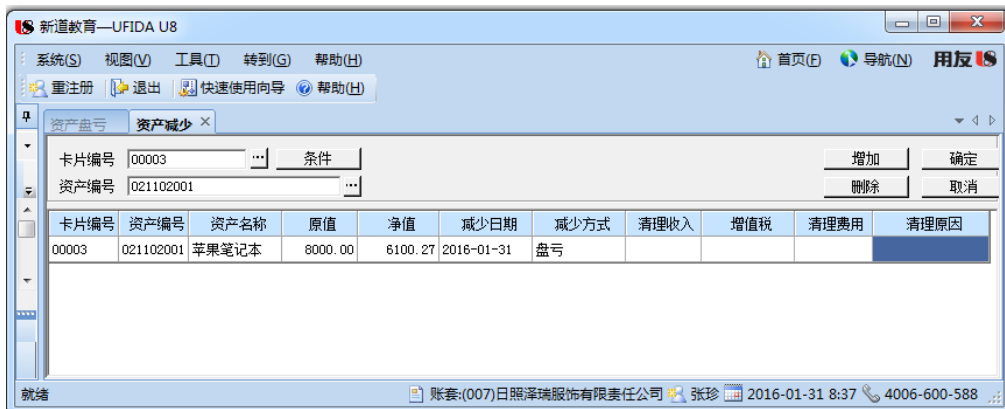 新道教育—UFIDA U8
系统(S) 视图(V) 工具(T) 转到(G) 帮助(H) 首页(F) 导航(N) 用友
重注册 退出 快速使用向导 帮助(H)
资产盘亏 资产减少
卡片编号 00003 ... 条件 增加 确定
资产编号 021102001 ... 删除 取消
卡片编号 资产编号 资产名称 原值 净值 减少日期 减少方式 清理收入 增值税 清理费用 清理原因
00003 021102001 苹果笔记本 8000.00 6100.27 2016-01-31 盘亏
就绪 账套:(007)日照泽瑞服饰有限责任公司 张珍 2016-01-31 8:37 4006-600-588